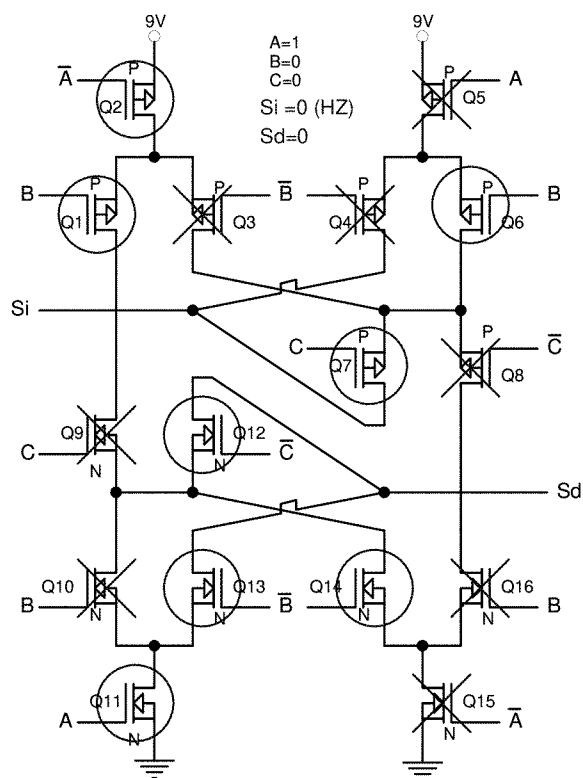 9V
9V
A=1
B=0
C=0
Si =0 (HZ)
Sd=0
A
P
Q2
P
Q5
A
B
P
Q1
P
Q3
B
P
Q4
P
Q6
B
Si
C
P
Q7
P
Q8
C
Q9
C
N
Q12
C
N
Sd
Q10
B
N
Q13
B
N
Q14
N
Q16
B
N
Q11
A
N
Q15
A
N